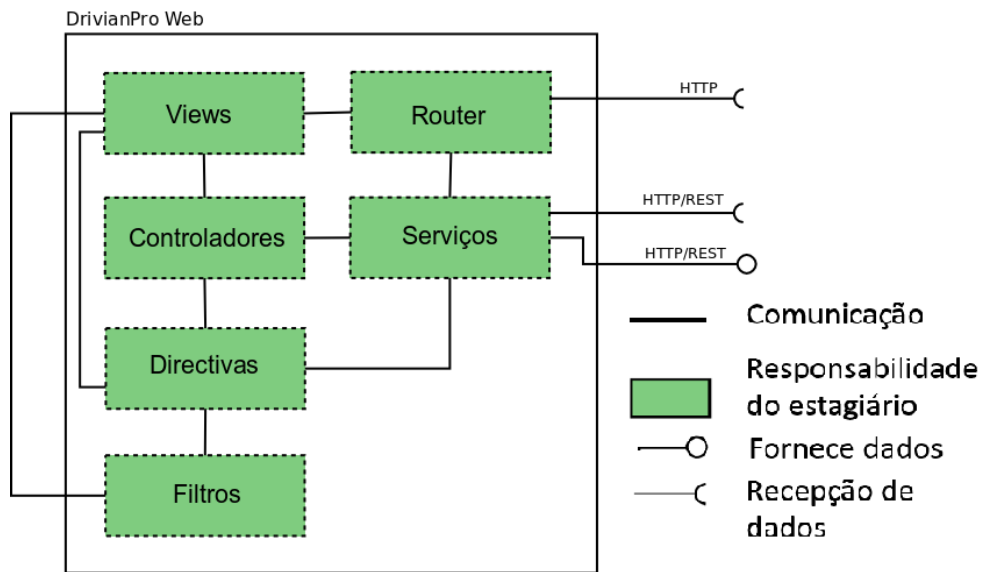 DrivianPro Web
Views
Router
HTTP
Controladores
Serviços
HTTP/REST
HTTP/REST
Directivas
Filtros
Comunicação
Responsabilidade
do estagiário
Fornece dados
Recepção de
dados